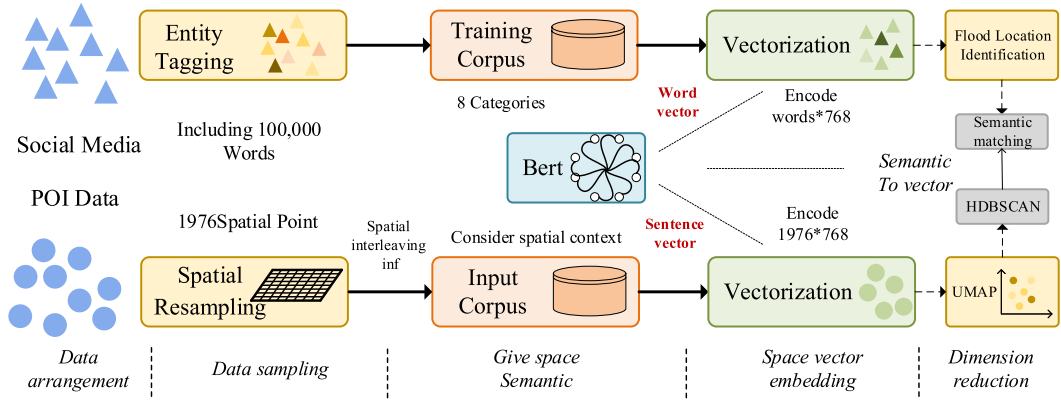 Entity
Tagging
Training
Corpus
Vectorization
Flood Location
Identification
8 Categories
Word
vector
Encode
words*768
Social Media
Including 100,000
Words
Bert
Semantic
matching
Semantic
To vector
POI Data
1976Spatial Point
HDBSCAN
Spatial
interleaving
inf
Consider spatial context
Sentence
vector
Encode
1976*768
Spatial
Resampling
Input
Corpus
Vectorization
UMAP
Data
arrangement
Data sampling
Give space
Semantic
Space vector
embedding
Dimension
reduction